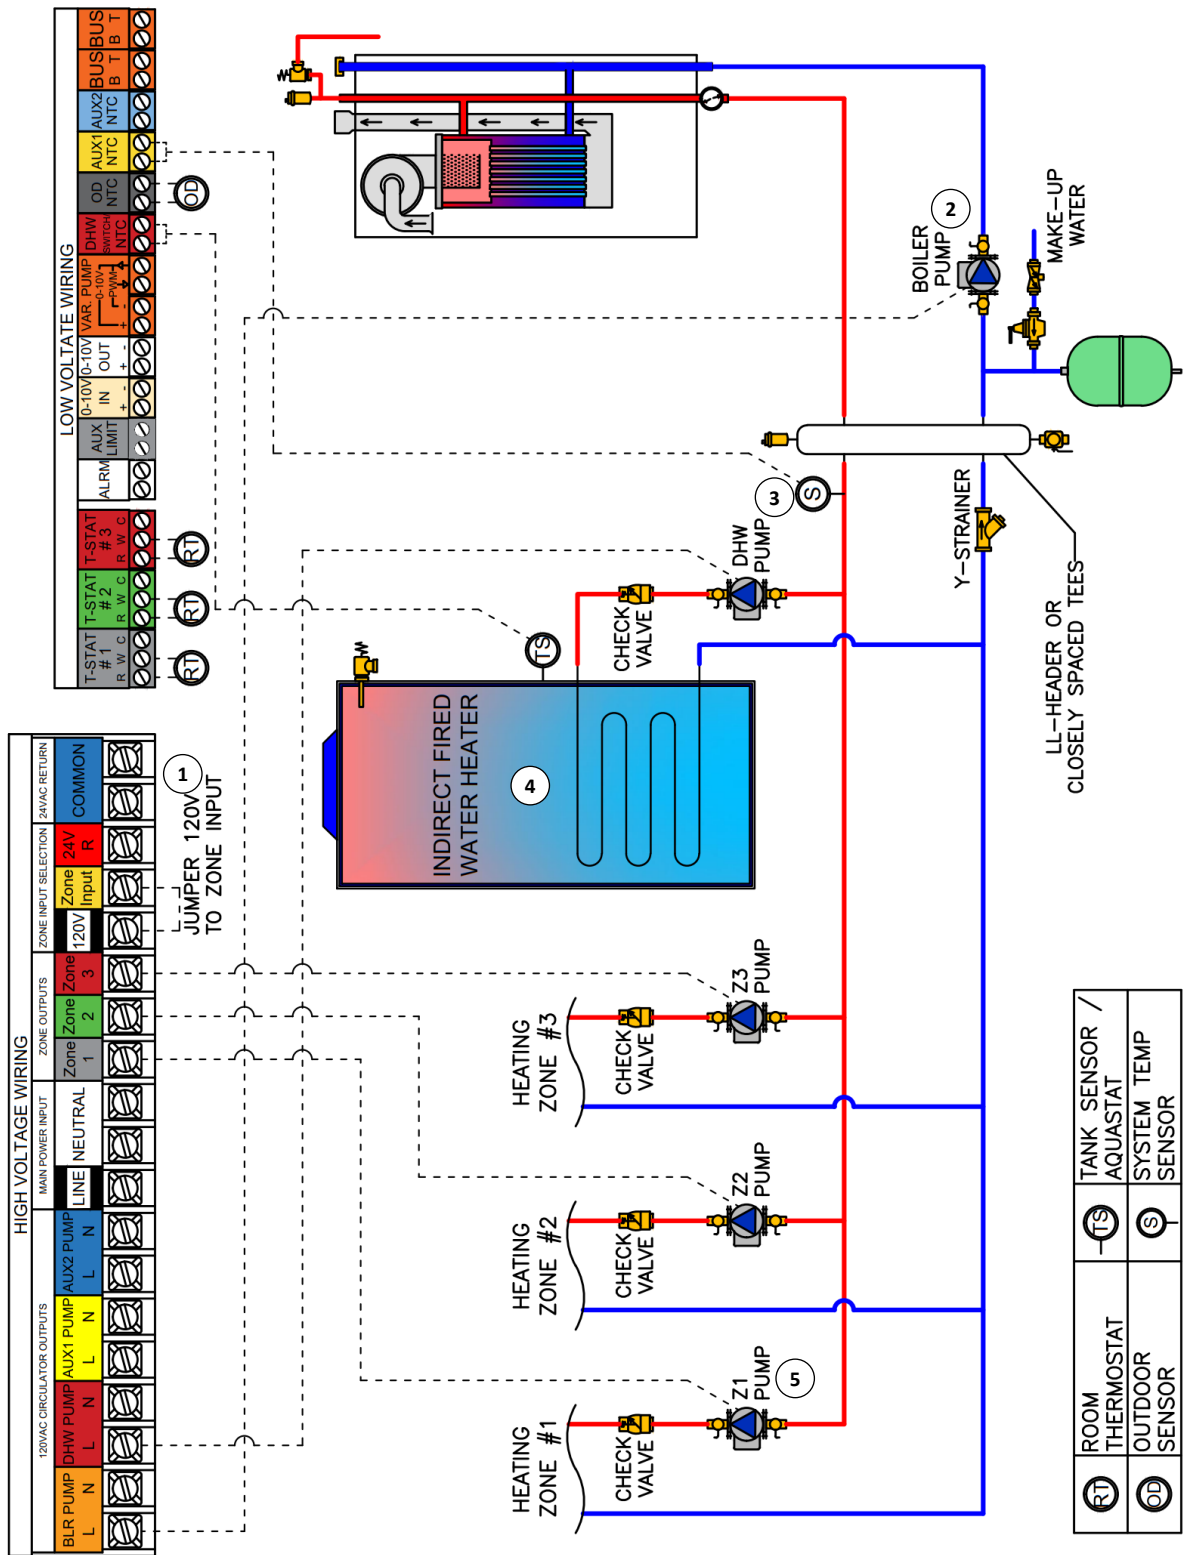 HIGH VOLTAGE WIRING
120VAC CIRCULATOR OUTPUTS
MAIN POWER INPUT
ZONE OUTPUTS
ZONE INPUT SELECTION
24VAC RETURN
BLR PUMP
L N
DHW PUMP
L N
AUX1 PUMP
L N
AUX2 PUMP
L N
LINE
NEUTRAL
Zone
1
Zone
2
Zone
3
120V
Zone
Input
24V
R
COMMON
LOW VOLTATE WIRING
T-STAT
# 1
R W C
T-STAT
# 2
R W C
T-STAT
# 3
R W C
ALRM
AUX
LIMIT
0-10V
IN
+ -
0-10V
OUT
+ -
VAR. PUMP
0-10V
PWM
+ -
DHW
SWITCH/
NTC
OD
NTC
AUX1
NTC
AUX2
NTC
BUS
B T
BUS
B T
RT
RT
RT
OD
1
JUMPER 120V
TO ZONE INPUT
2
BOILER
PUMP
MAKE-UP
WATER
3
S
TS
INDIRECT FIRED
WATER HEATER
4
CHECK
VALVE
DHW
PUMP
Y-STRAINER
LL-HEADER OR
CLOSELY SPACED TEES
HEATING
ZONE #1
CHECK
VALVE
Z1
PUMP
5
HEATING
ZONE #2
CHECK
VALVE
Z2
PUMP
HEATING
ZONE #3
CHECK
VALVE
Z3
PUMP
RT
ROOM
THERMOSTAT
TS
TANK SENSOR /
AQUASTAT
OD
OUTDOOR
SENSOR
S
SYSTEM TEMP
SENSOR